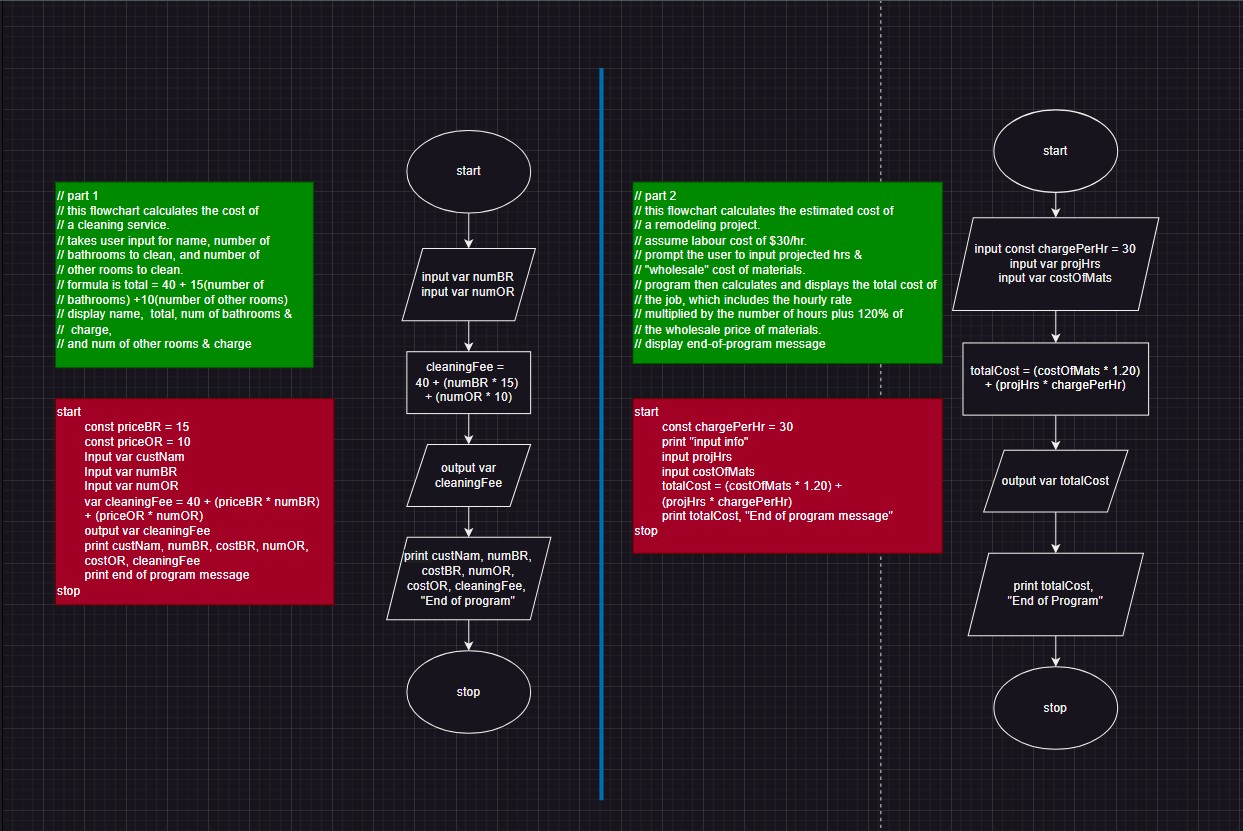 // part 1
// this flowchart calculates the cost of
// a cleaning service.
// takes user input for name, number of
// bathrooms to clean, and number of
// other rooms to clean.
// formula is total = 40 + 15(number of
// bathrooms) +10(number of other rooms)
// display name, total, num of bathrooms &
// charge,
// and num of other rooms & charge
start
const priceBR = 15
const priceOR = 10
Input var custNam
Input var numBR
Input var numOR
var cleaningFee = 40 + (priceBR * numBR)
+ (priceOR * numOR)
output var cleaningFee
print custNam, numBR, costBR, numOR,
costOR, cleaningFee
print end of program message
stop
start
input var numBR
input var numOR
cleaningFee =
40 + (numBR * 15)
+ (numOR * 10)
output var
cleaningFee
print custNam, numBR,
costBR, numOR,
costOR, cleaningFee,
"End of program"
stop
// part 2
// this flowchart calculates the estimated cost of
// a remodeling project.
// assume labour cost of $30/hr.
// prompt the user to input projected hrs &
// "wholesale" cost of materials.
// program then calculates and displays the total cost of
// the job, which includes the hourly rate
// multiplied by the number of hours plus 120% of
// the wholesale price of materials.
// display end-of-program message
start
const chargePerHr = 30
print "input info"
input projHrs
input costOfMats
totalCost = (costOfMats * 1.20) +
(projHrs * chargePerHr)
print totalCost, "End of program message"
stop
start
input const chargePerHr = 30
input var projHrs
input var costOfMats
totalCost = (costOfMats * 1.20)
+ (projHrs * chargePerHr)
output var totalCost
print totalCost,
"End of Program"
stop